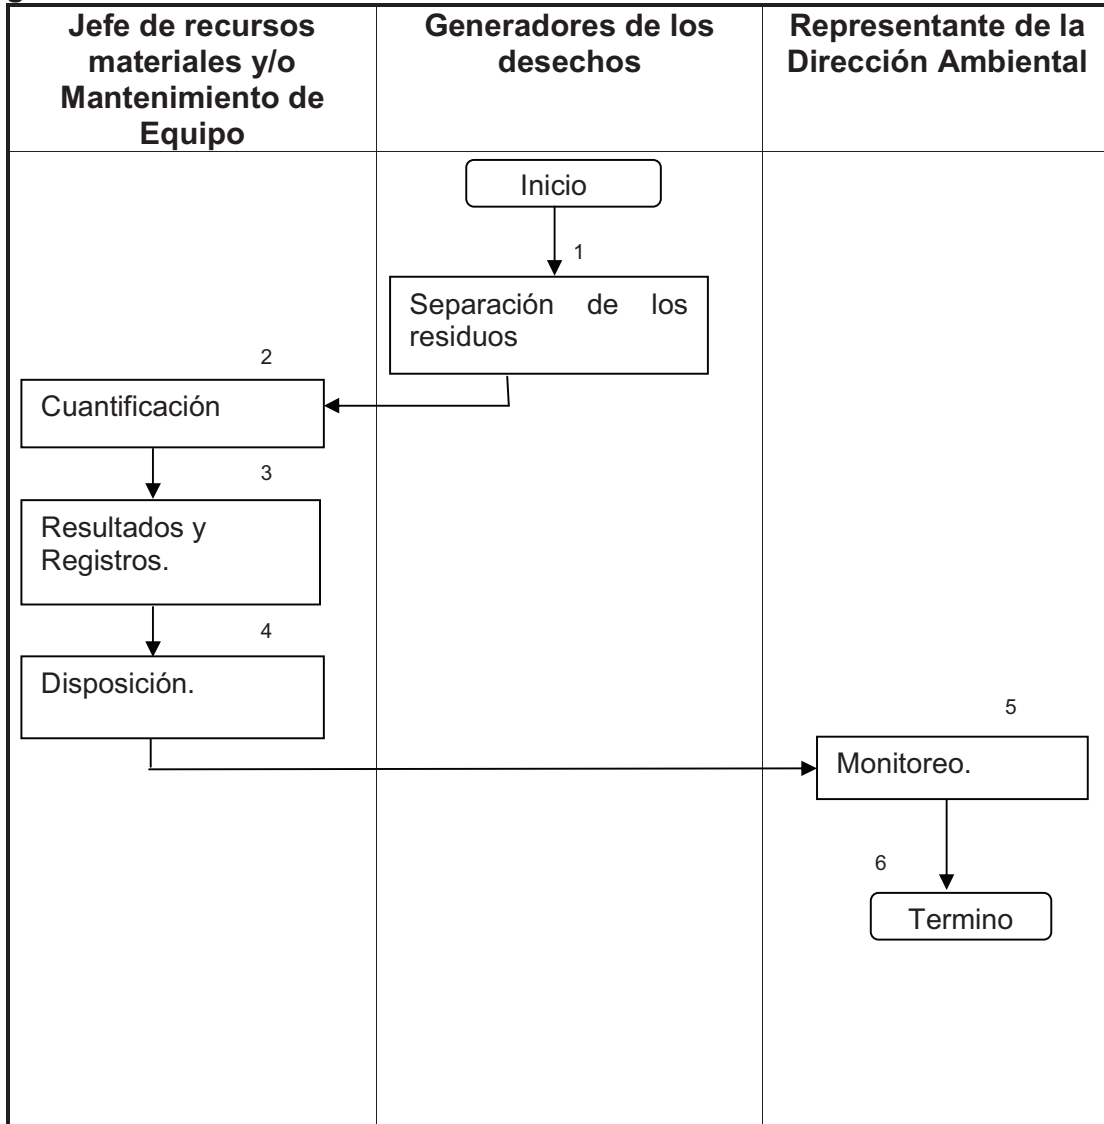 Jefe de recursos
materiales y/o
Mantenimiento de
Equipo
Generadores de los
desechos
Representante de la
Dirección Ambiental
Inicio
1
Separación de los
residuos
2
Cuantificación
3
Resultados y
Registros.
4
Disposición.
5
Monitoreo.
6
Termino